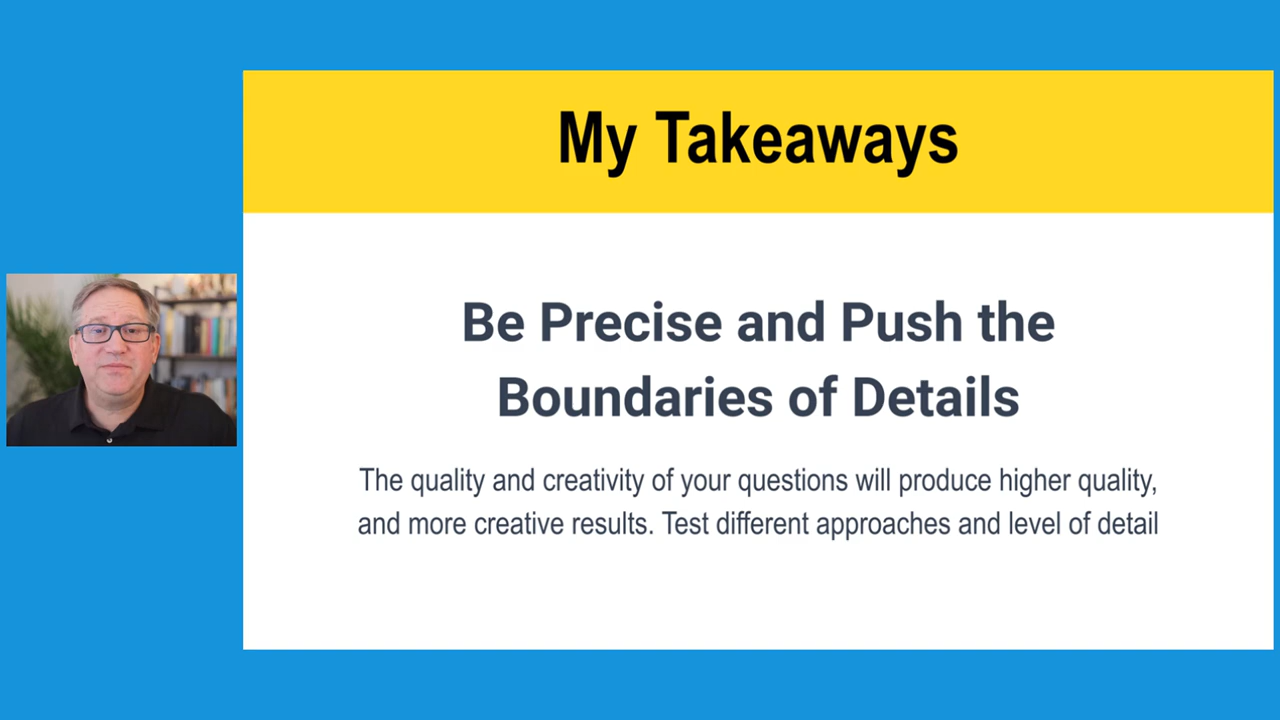 My Takeaways
Be Precise and Push the
Boundaries of Details
The quality and creativity of your questions will produce higher quality,
and more creative results. Test different approaches and level of detail